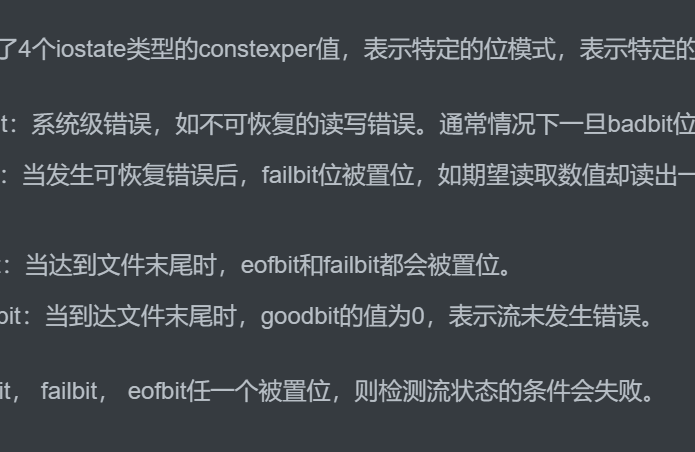 了4个iostate类型的constexper值，表示特定的位模式，表示特定的
t：系统级错误，如不可恢复的读写错误。通常情况下一旦badbit位
：当发生可恢复错误后，failbit位被置位，如期望读取数值却读出一
：当达到文件末尾时，eofbit和failbit都会被置位。
bit：当到达文件末尾时，goodbit的值为0，表示流未发生错误。
it， failbit， eofbit任一个被置位，则检测流状态的条件会失败。